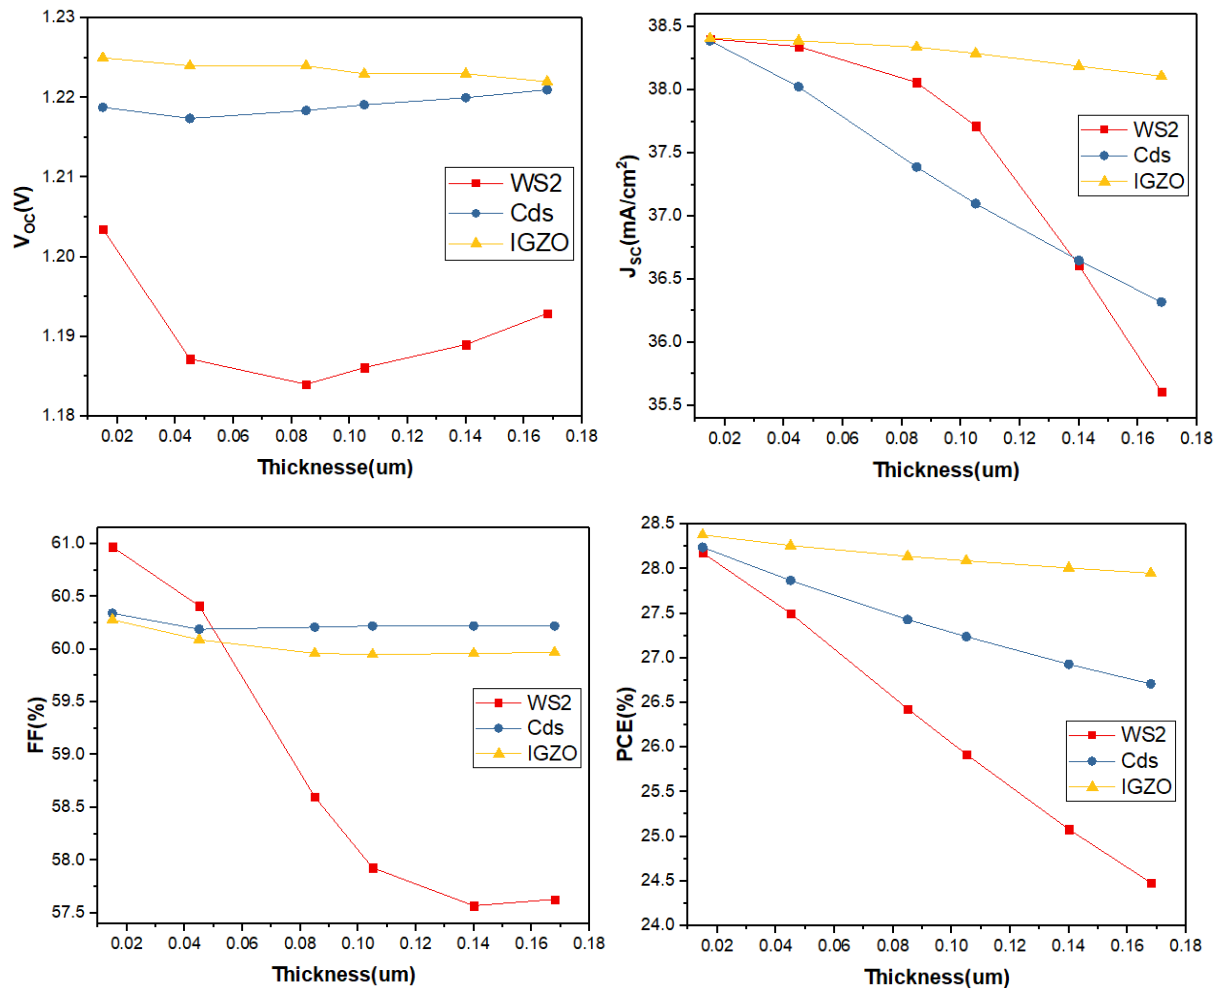 1.23
1.22
1.21
1.20
1.19
1.18
V_OC(V)
0.02 0.04 0.06 0.08 0.10 0.12 0.14 0.16 0.18
Thicknesse(um)
WS2
Cds
IGZO
38.5
38.0
37.5
37.0
36.5
36.0
35.5
J_SC(mA/cm²)
0.02 0.04 0.06 0.08 0.10 0.12 0.14 0.16 0.18
Thickness(um)
WS2
Cds
IGZO
61.0
60.5
60.0
59.5
59.0
58.5
58.0
57.5
FF(%)
0.02 0.04 0.06 0.08 0.10 0.12 0.14 0.16 0.18
Thickness(um)
WS2
Cds
IGZO
28.5
28.0
27.5
27.0
26.5
26.0
25.5
25.0
24.5
24.0
PCE(%)
0.02 0.04 0.06 0.08 0.10 0.12 0.14 0.16 0.18
Thickness(um)
WS2
Cds
IGZO